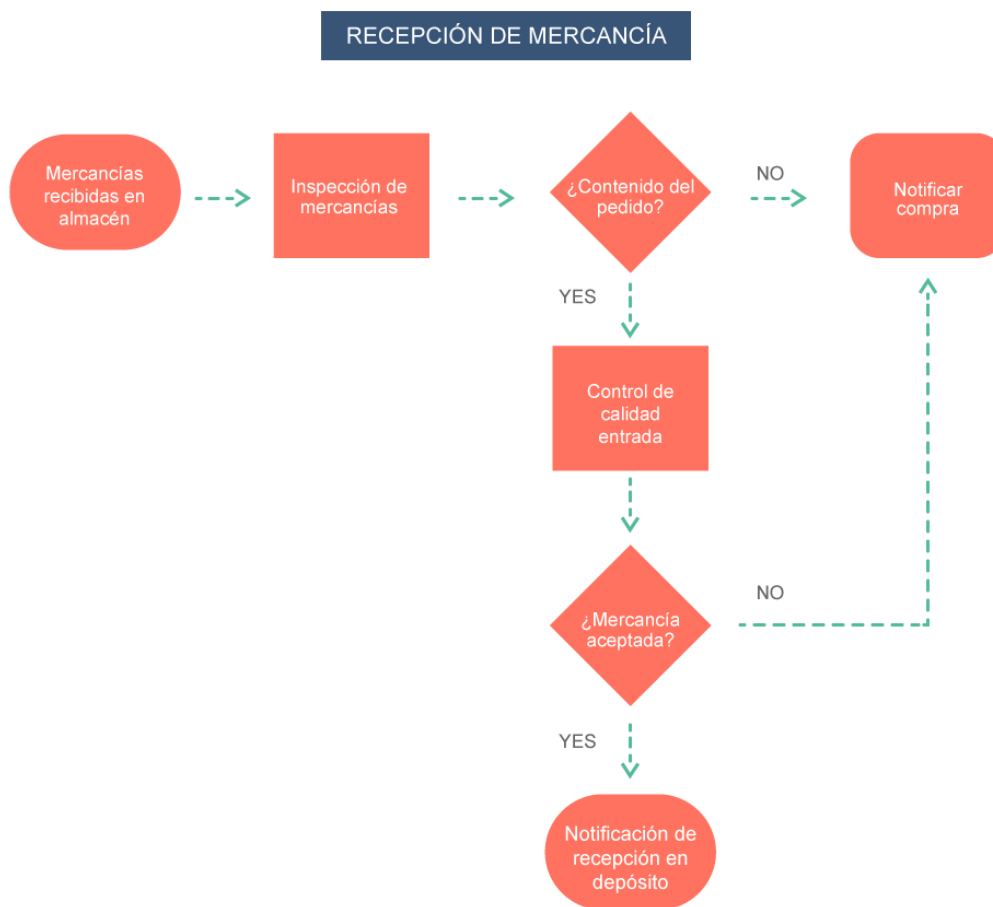 RECEPCIÓN DE MERCANCÍA
Mercancías
recibidas en
almacén
Inspección de
mercancías
¿Contenido del
pedido?
NO
Notificar
compra
YES
Control de
calidad
entrada
¿Mercancía
aceptada?
NO
YES
Notificación de
recepción en
depósito